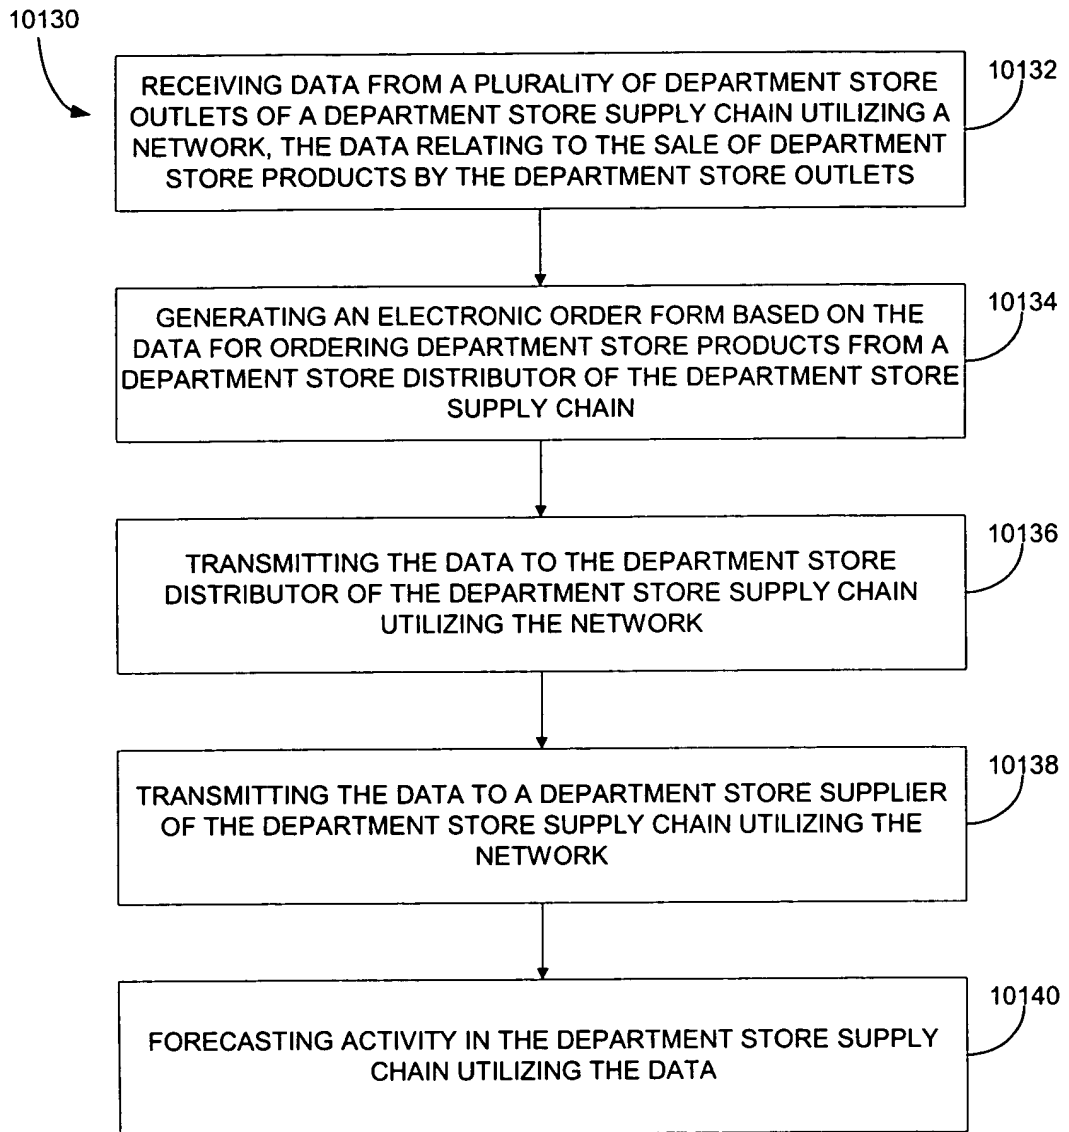 10130
RECEIVING DATA FROM A PLURALITY OF DEPARTMENT STORE
OUTLETS OF A DEPARTMENT STORE SUPPLY CHAIN UTILIZING A
NETWORK, THE DATA RELATING TO THE SALE OF DEPARTMENT
STORE PRODUCTS BY THE DEPARTMENT STORE OUTLETS
10132
GENERATING AN ELECTRONIC ORDER FORM BASED ON THE
DATA FOR ORDERING DEPARTMENT STORE PRODUCTS FROM A
DEPARTMENT STORE DISTRIBUTOR OF THE DEPARTMENT STORE
SUPPLY CHAIN
10134
TRANSMITTING THE DATA TO THE DEPARTMENT STORE
DISTRIBUTOR OF THE DEPARTMENT STORE SUPPLY CHAIN
UTILIZING THE NETWORK
10136
TRANSMITTING THE DATA TO A DEPARTMENT STORE SUPPLIER
OF THE DEPARTMENT STORE SUPPLY CHAIN UTILIZING THE
NETWORK
10138
FORECASTING ACTIVITY IN THE DEPARTMENT STORE SUPPLY
CHAIN UTILIZING THE DATA
10140